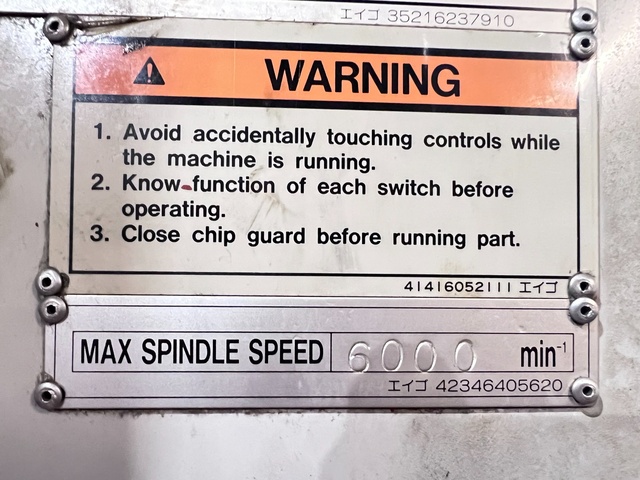 エイゴ 35216237910
WARNING
1. Avoid accidentally touching controls while
the machine is running.
2. Know function of each switch before
operating.
3. Close chip guard before running part.
41416052111 エイゴ
MAX SPINDLE SPEED 6000 min⁻¹
エイゴ 42346405620